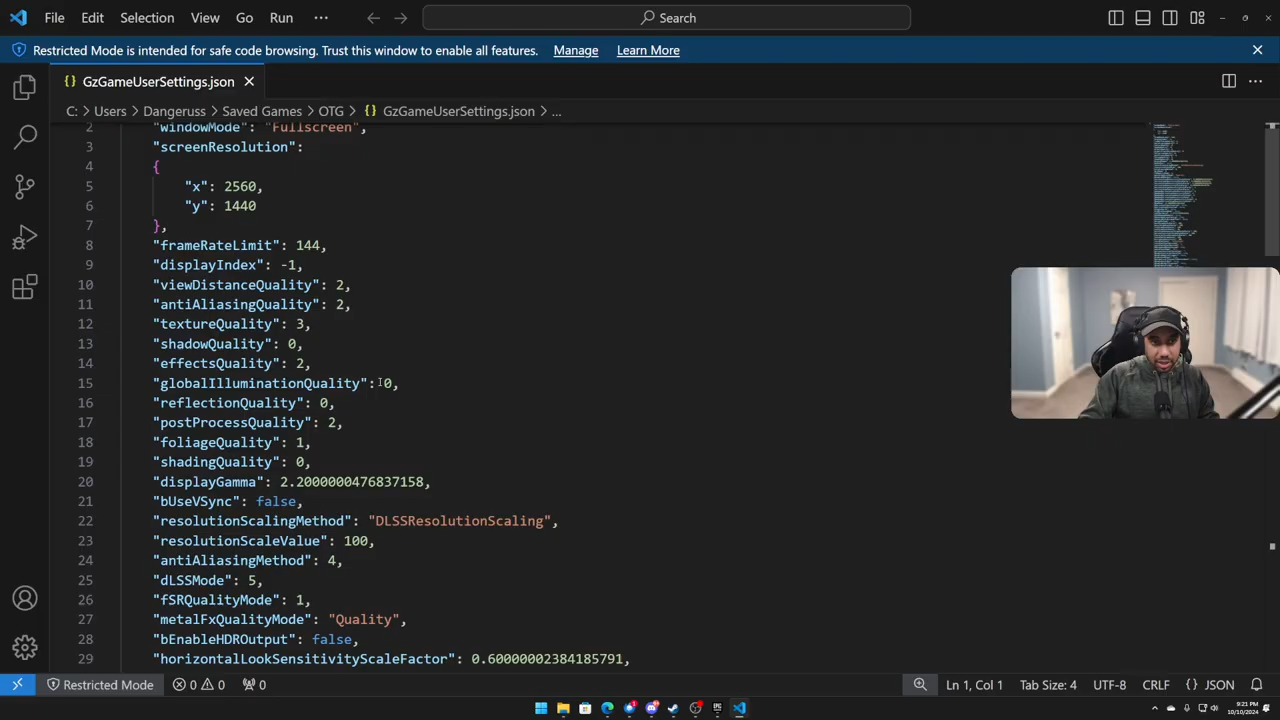 File Edit Selection View Go Run ··· Search
Restricted Mode is intended for safe code browsing. Trust this window to enable all features. Manage Learn More
{} GzGameUserSettings.json
C: > Users > Dangeruss > Saved Games > OTG > {} GzGameUserSettings.json > ...
2 "windowMode": "Fullscreen",
3 "screenResolution":
4 {
5 "x": 2560,
6 "y": 1440
7 },
8 "frameRateLimit": 144,
9 "displayIndex": -1,
10 "viewDistanceQuality": 2,
11 "antiAliasingQuality": 2,
12 "textureQuality": 3,
13 "shadowQuality": 0,
14 "effectsQuality": 2,
15 "globalIlluminationQuality": 0,
16 "reflectionQuality": 0,
17 "postProcessQuality": 2,
18 "foliageQuality": 1,
19 "shadingQuality": 0,
20 "displayGamma": 2.2000000476837158,
21 "bUseVSync": false,
22 "resolutionScalingMethod": "DLSSResolutionScaling",
23 "resolutionScaleValue": 100,
24 "antiAliasingMethod": 4,
25 "dLSSMode": 5,
26 "fSRQualityMode": 1,
27 "metalFxQualityMode": "Quality",
28 "bEnableHDROutput": false,
29 "horizontalLookSensitivityScaleFactor": 0.60000002384185791,
Restricted Mode 0 0 0 Ln 1, Col 1 Tab Size: 4 UTF-8 CRLF {} JSON
9:21 PM
10/10/2024